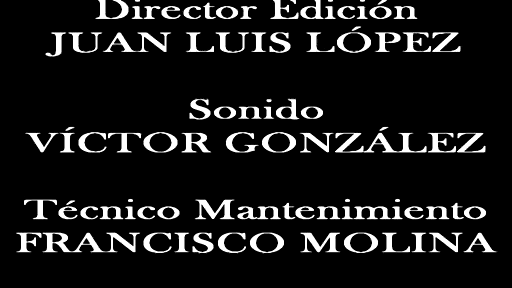 Director Edición
JUAN LUIS LÓPEZ
Sonido
VÍCTOR GONZÁLEZ
Técnico Mantenimiento
FRANCISCO MOLINA